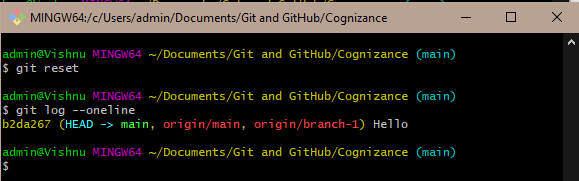 MINGW64:/c/Users/admin/Documents/Git and GitHub/Cognizance
admin@Vishnu MINGW64 ~/Documents/Git and GitHub/Cognizance (main)
$ git reset
admin@Vishnu MINGW64 ~/Documents/Git and GitHub/Cognizance (main)
$ git log --oneline
b2da267 (HEAD -> main, origin/main, origin/branch-1) Hello
admin@Vishnu MINGW64 ~/Documents/Git and GitHub/Cognizance (main)
$